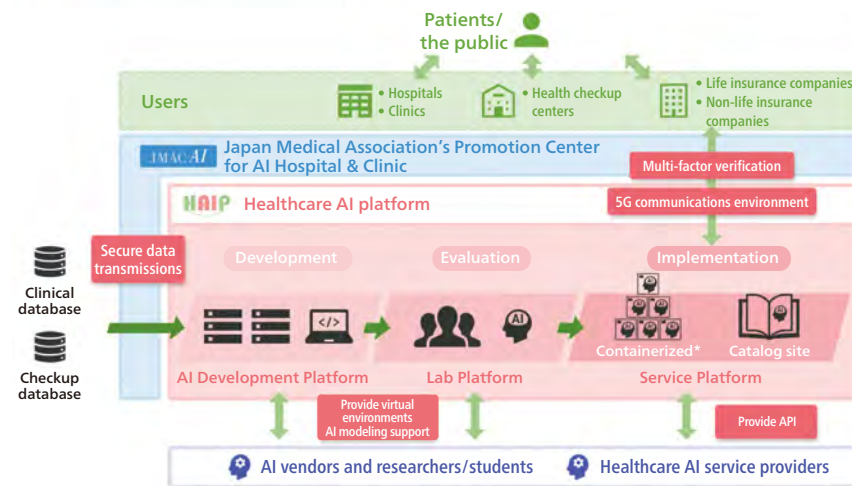 Patients/
the public
Users
• Hospitals
• Clinics
• Health checkup
centers
• Life insurance companies
• Non-life insurance
companies
JMAC AI
Japan Medical Association's Promotion Center
for AI Hospital & Clinic
Multi-factor verification
HAIP
Healthcare AI platform
5G communications environment
Secure data
transmissions
Development
Evaluation
Implementation
Clinical
database
Checkup
database
</>
AI
Containerized*
Catalog site
AI Development Platform
Lab Platform
Service Platform
Provide virtual
environments
AI modeling support
Provide API
AI vendors and researchers/students
Healthcare AI service providers